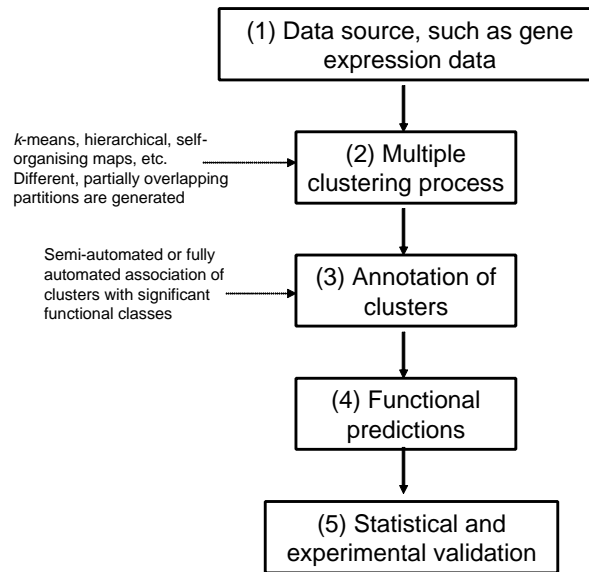 (1) Data source, such as gene
expression data
k-means, hierarchical, self-
organising maps, etc.
Different, partially overlapping
partitions are generated
(2) Multiple
clustering process
Semi-automated or fully
automated association of
clusters with significant
functional classes
(3) Annotation of
clusters
(4) Functional
predictions
(5) Statistical and
experimental validation